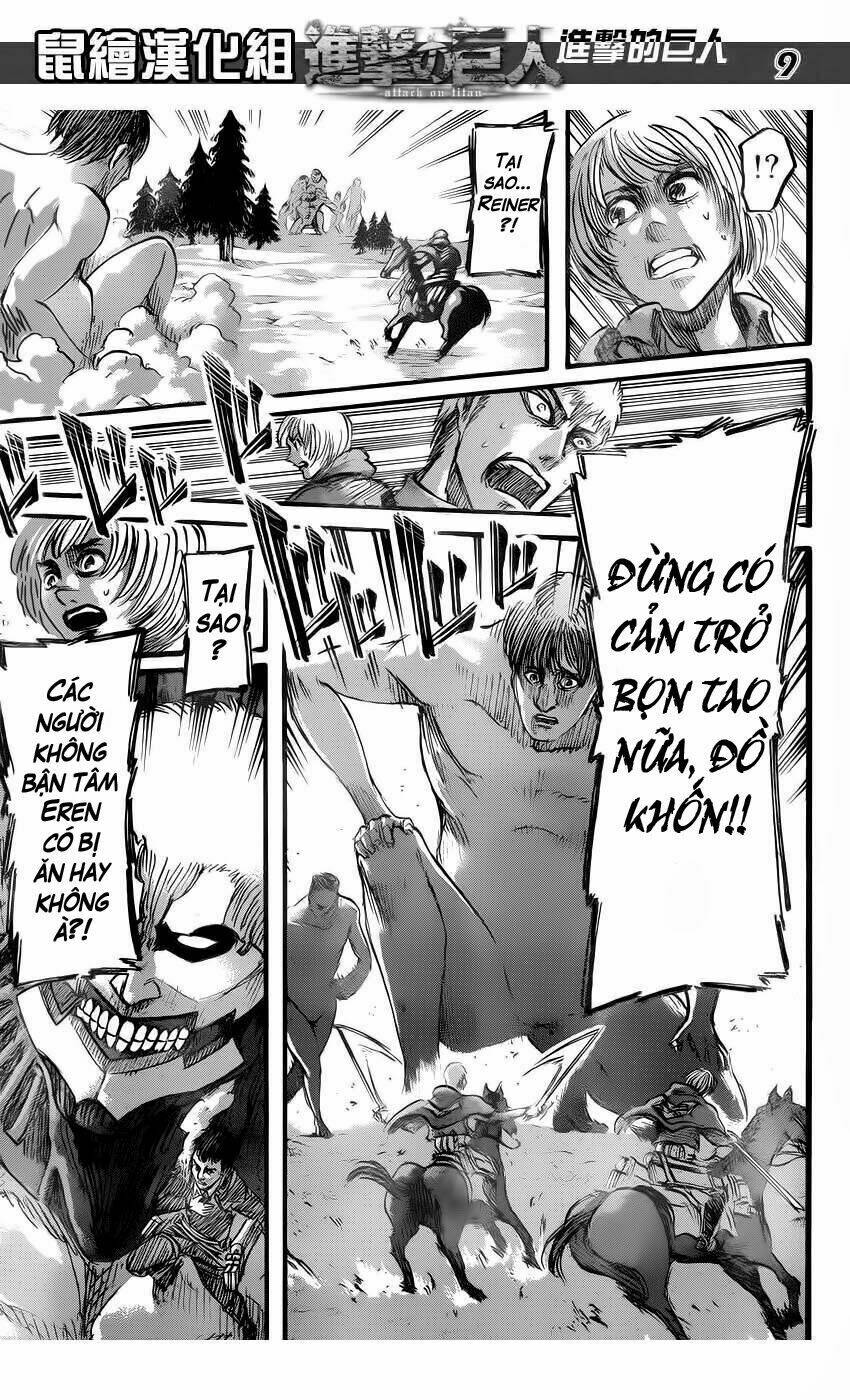 鼠繪漢化組
進撃の巨人
attack on titan
進擊的巨人
9
!?
TẠI
SAO...
REINER
?!
ĐỪNG CÓ
CẢN TRỞ
BỌN TAO
NỮA, ĐỒ
KHỐN!!
TẠI
SAO
?
CÁC
NGƯỜI
KHÔNG
BẬN TÂM
EREN
CÓ BỊ
ĂN HAY
KHÔNG
À?!